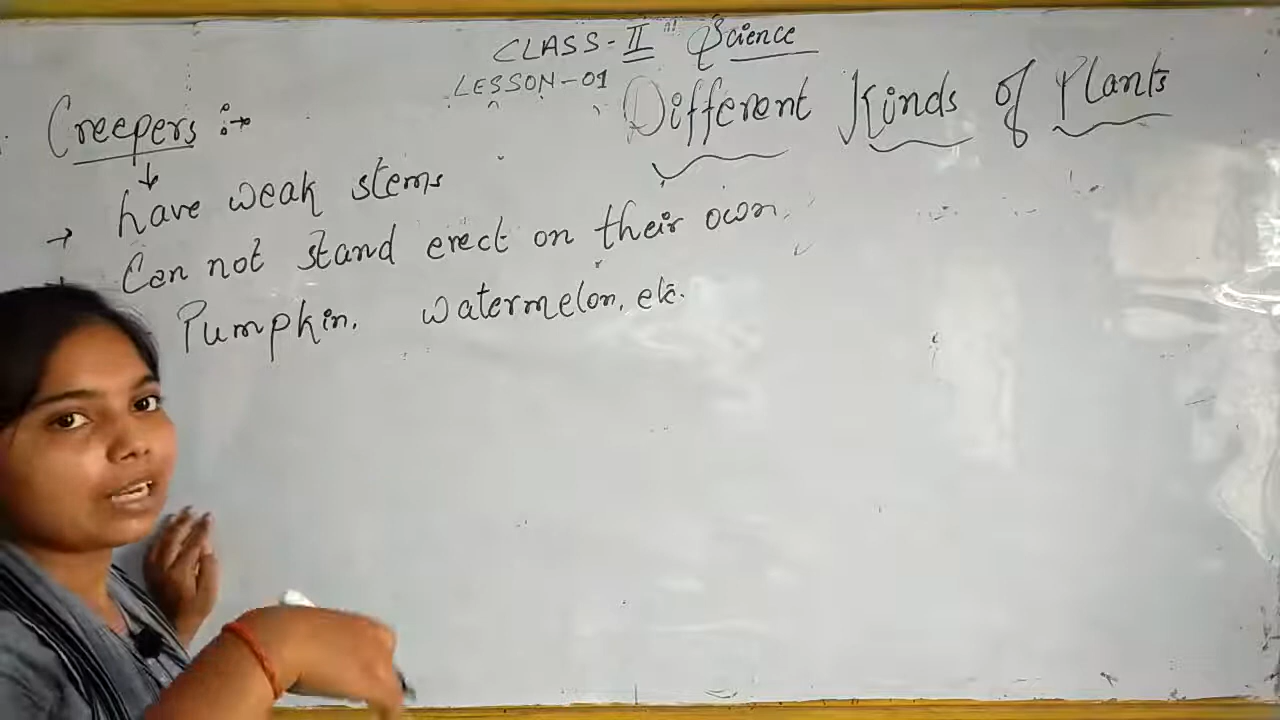 CLASS-II Science
LESSON-01
Different Kinds of Plants
Creepers :→
↓
→ have weak stems
Can not stand erect on their own.
Pumpkin. watermelon, etc.